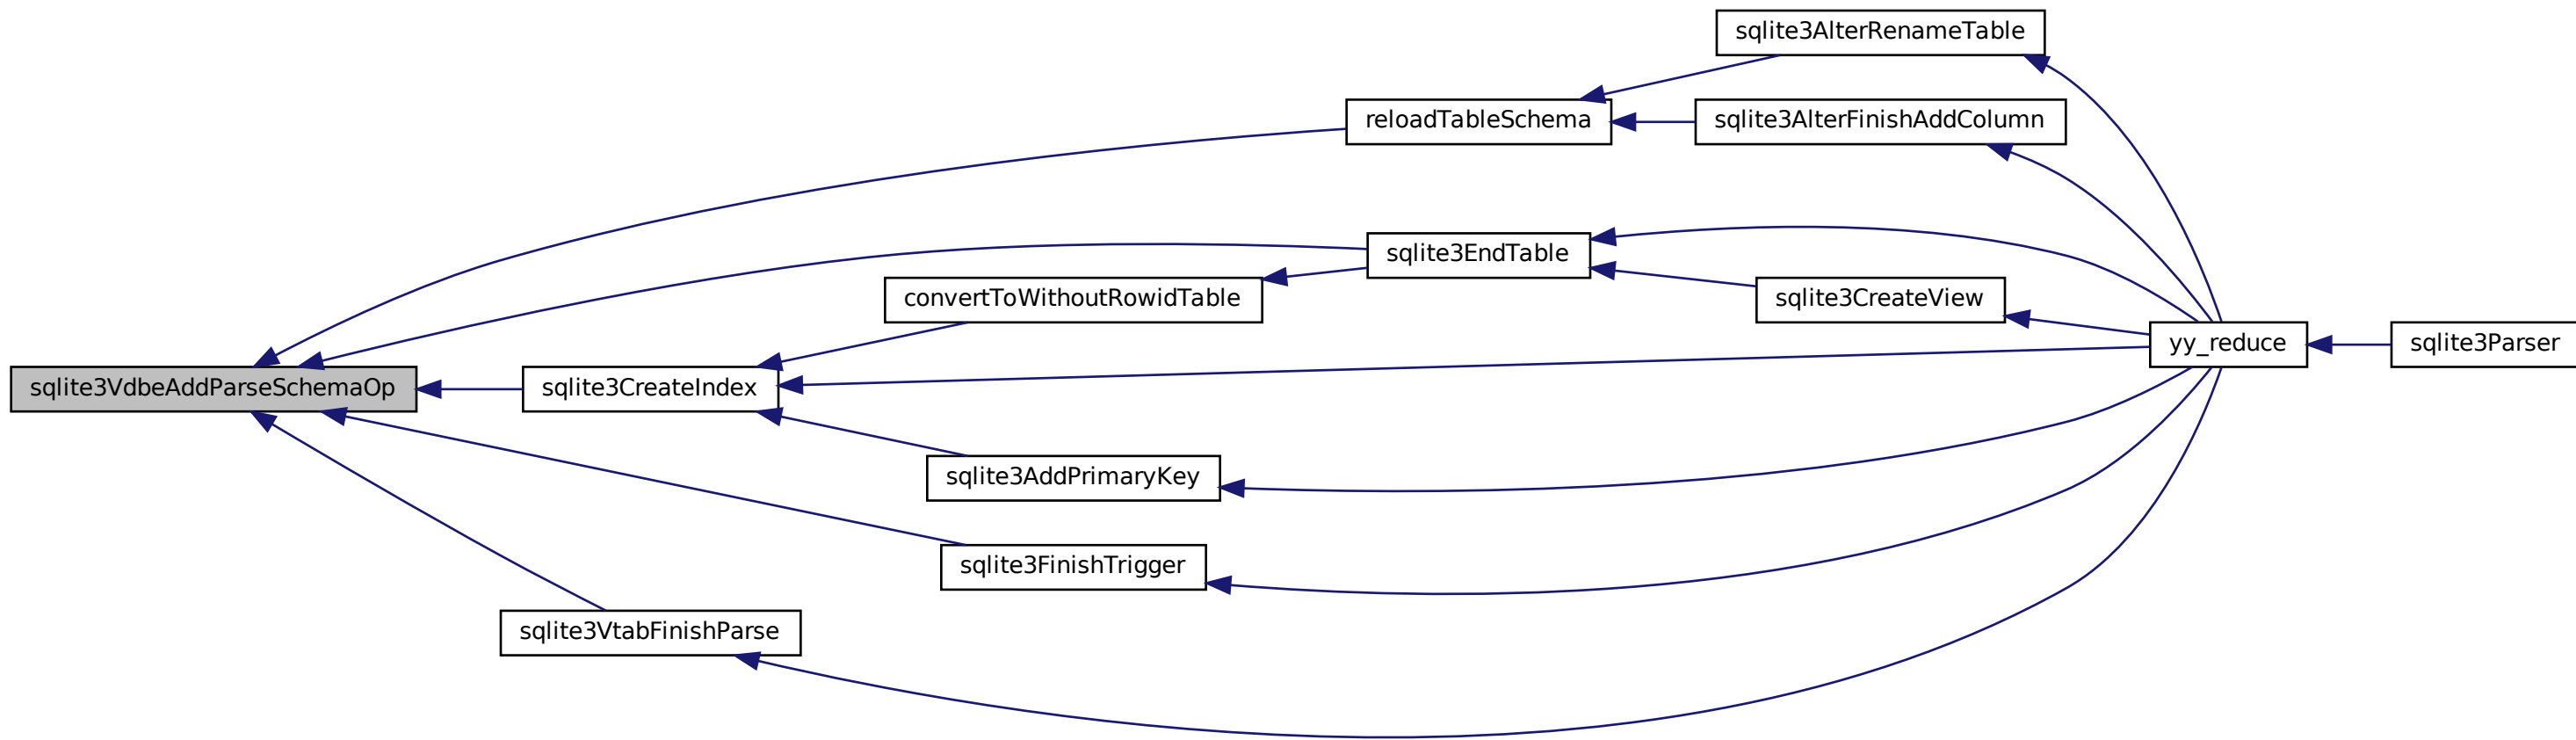 sqlite3AlterRenameTable
reloadTableSchema
sqlite3AlterFinishAddColumn
sqlite3EndTable
convertToWithoutRowidTable
sqlite3CreateView
yy_reduce
sqlite3Parser
sqlite3VdbeAddParseSchemaOp
sqlite3CreateIndex
sqlite3AddPrimaryKey
sqlite3FinishTrigger
sqlite3VtabFinishParse